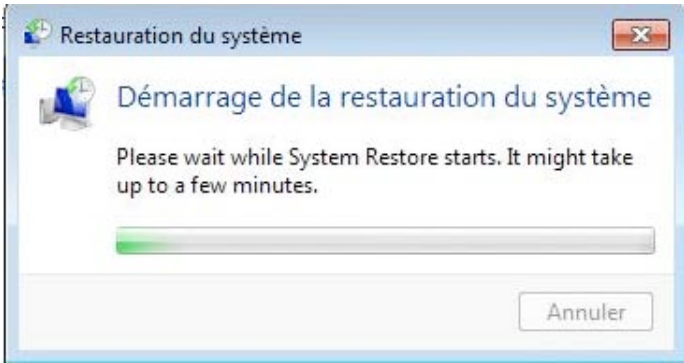 Restauration du système
Démarrage de la restauration du système
Please wait while System Restore starts. It might take
up to a few minutes.
Annuler